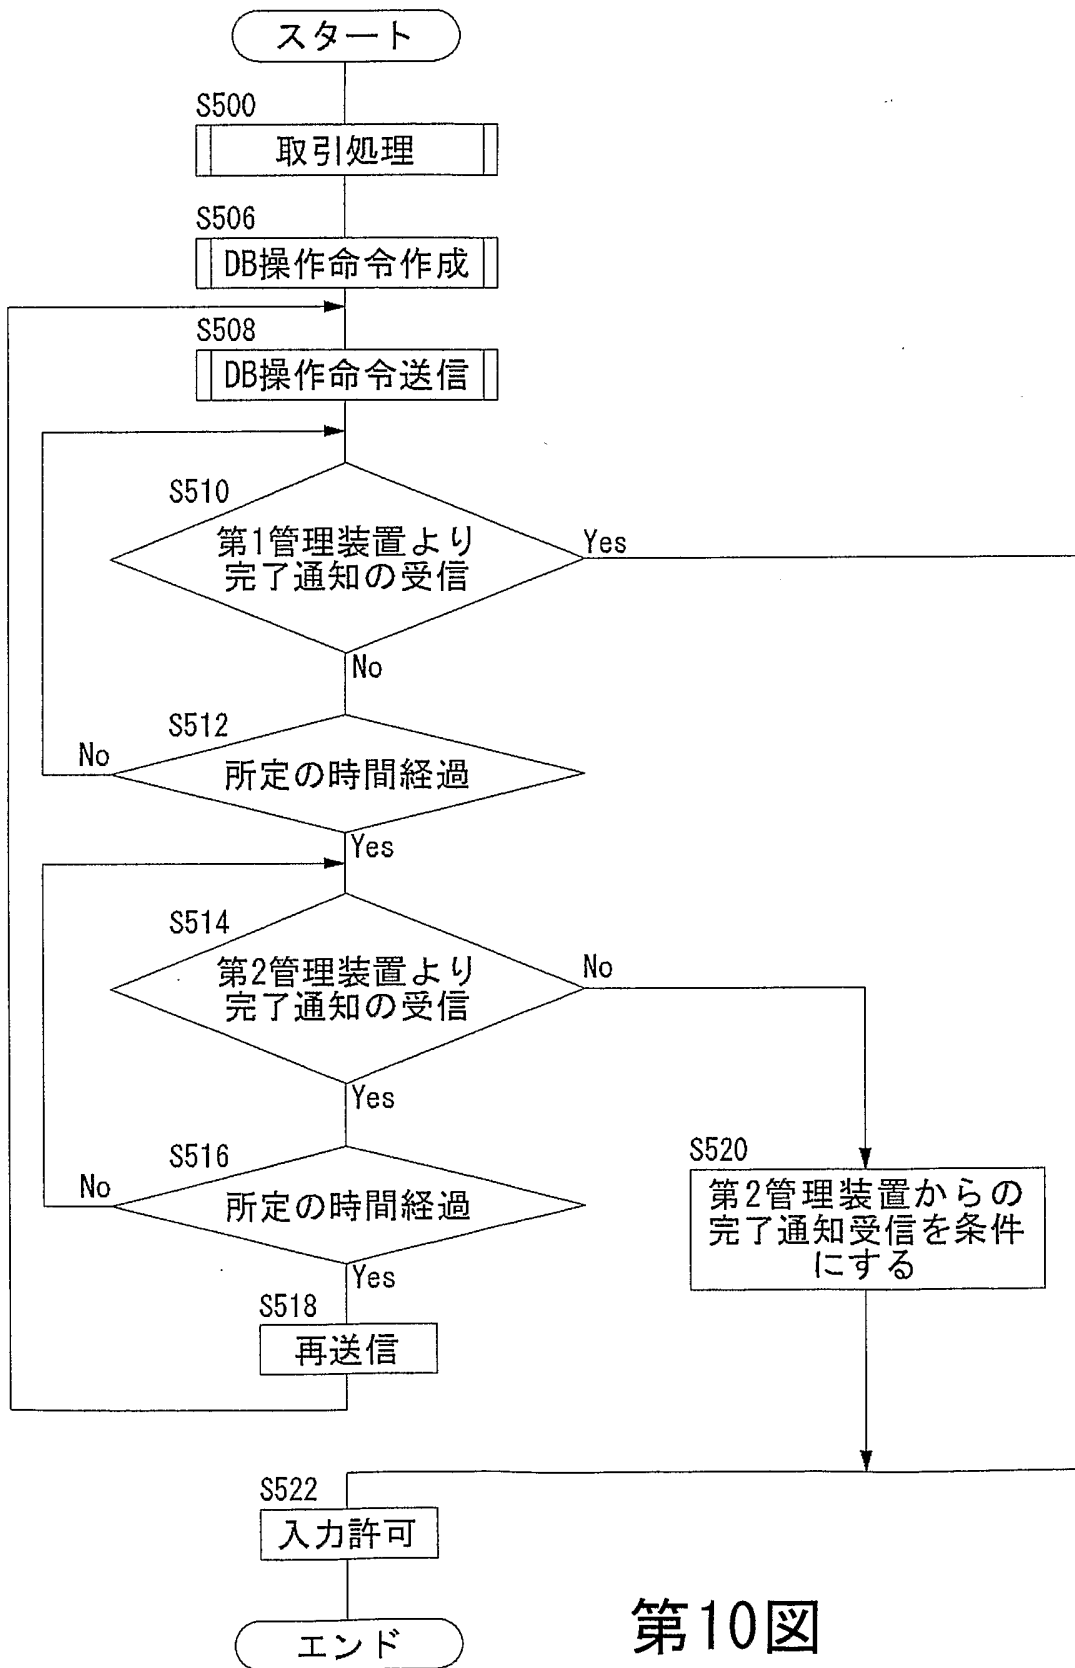 スタート
S500
取引処理
S506
DB操作命令作成
S508
DB操作命令送信
S510
第1管理装置より
完了通知の受信
Yes
No
S512
所定の時間経過
No
Yes
S514
第2管理装置より
完了通知の受信
No
Yes
S516
所定の時間経過
No
Yes
S518
再送信
S520
第2管理装置からの
完了通知受信を条件
にする
S522
入力許可
エンド
第10図